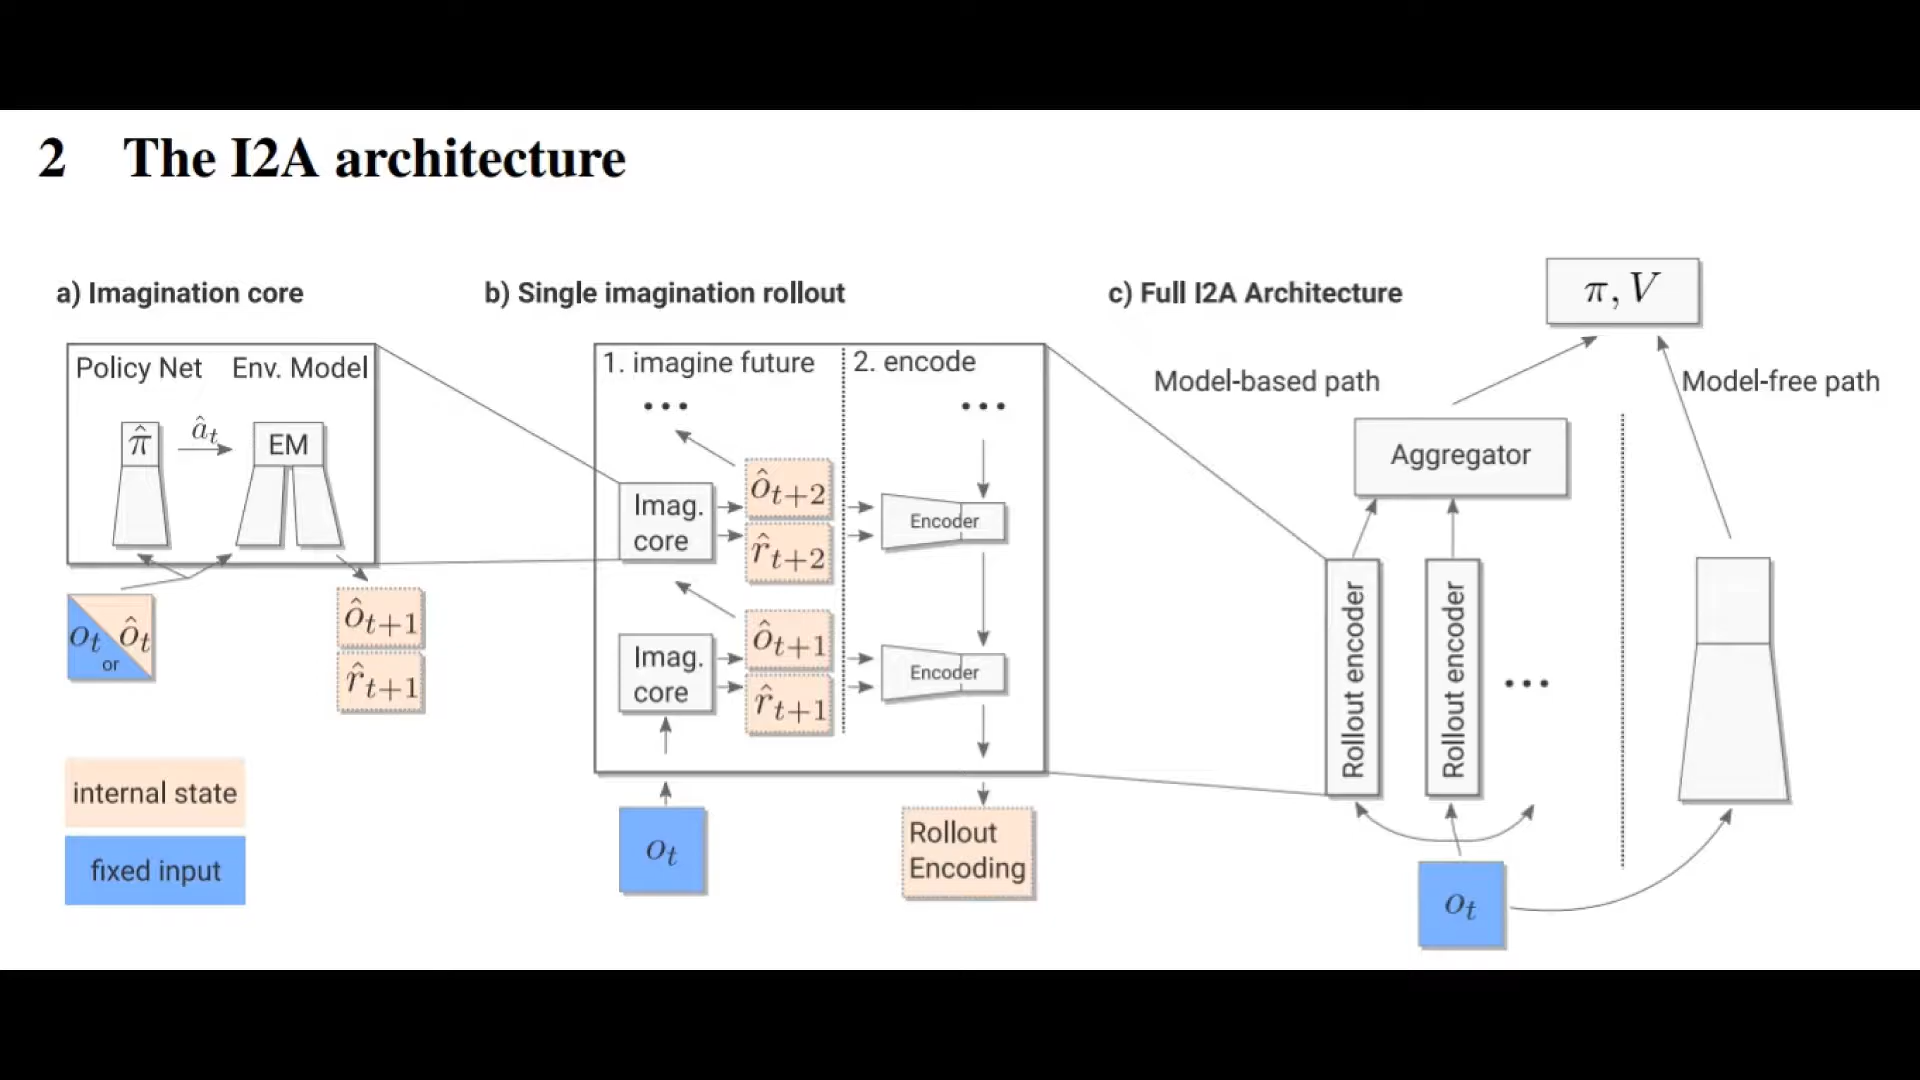 2 The I2A architecture
a) Imagination core
Policy Net Env. Model
π̂
â_t
EM
o_t or ô_t
ô_{t+1}
r̂_{t+1}
internal state
fixed input
b) Single imagination rollout
1. imagine future
2. encode
...
...
Imag. core
ô_{t+2}
r̂_{t+2}
Encoder
Imag. core
ô_{t+1}
r̂_{t+1}
Encoder
o_t
Rollout
Encoding
c) Full I2A Architecture
π, V
Model-based path
Model-free path
Aggregator
Rollout encoder
Rollout encoder
...
o_t